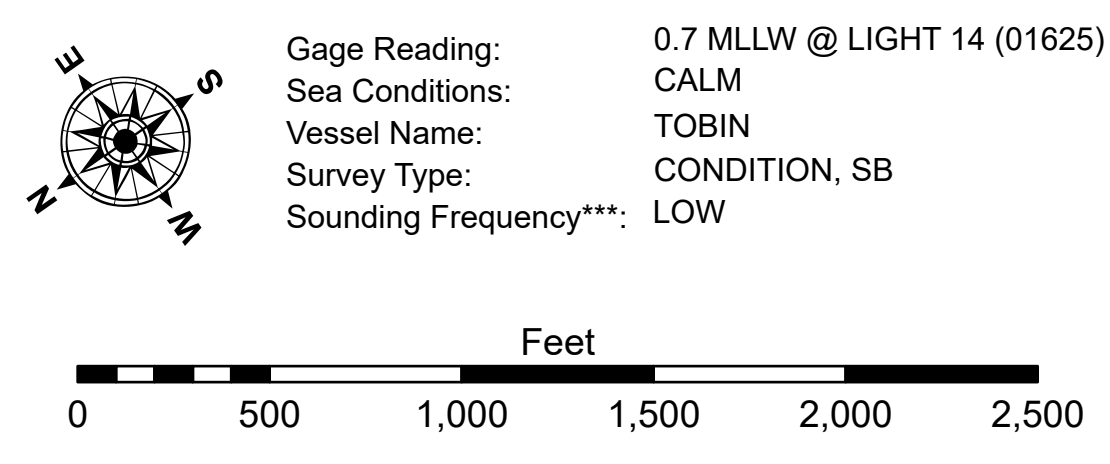 E
S
N
W
Gage Reading: 0.7 MLLW @ LIGHT 14 (01625)
Sea Conditions: CALM
Vessel Name: TOBIN
Survey Type: CONDITION, SB
Sounding Frequency***: LOW
Feet
0 500 1,000 1,500 2,000 2,500